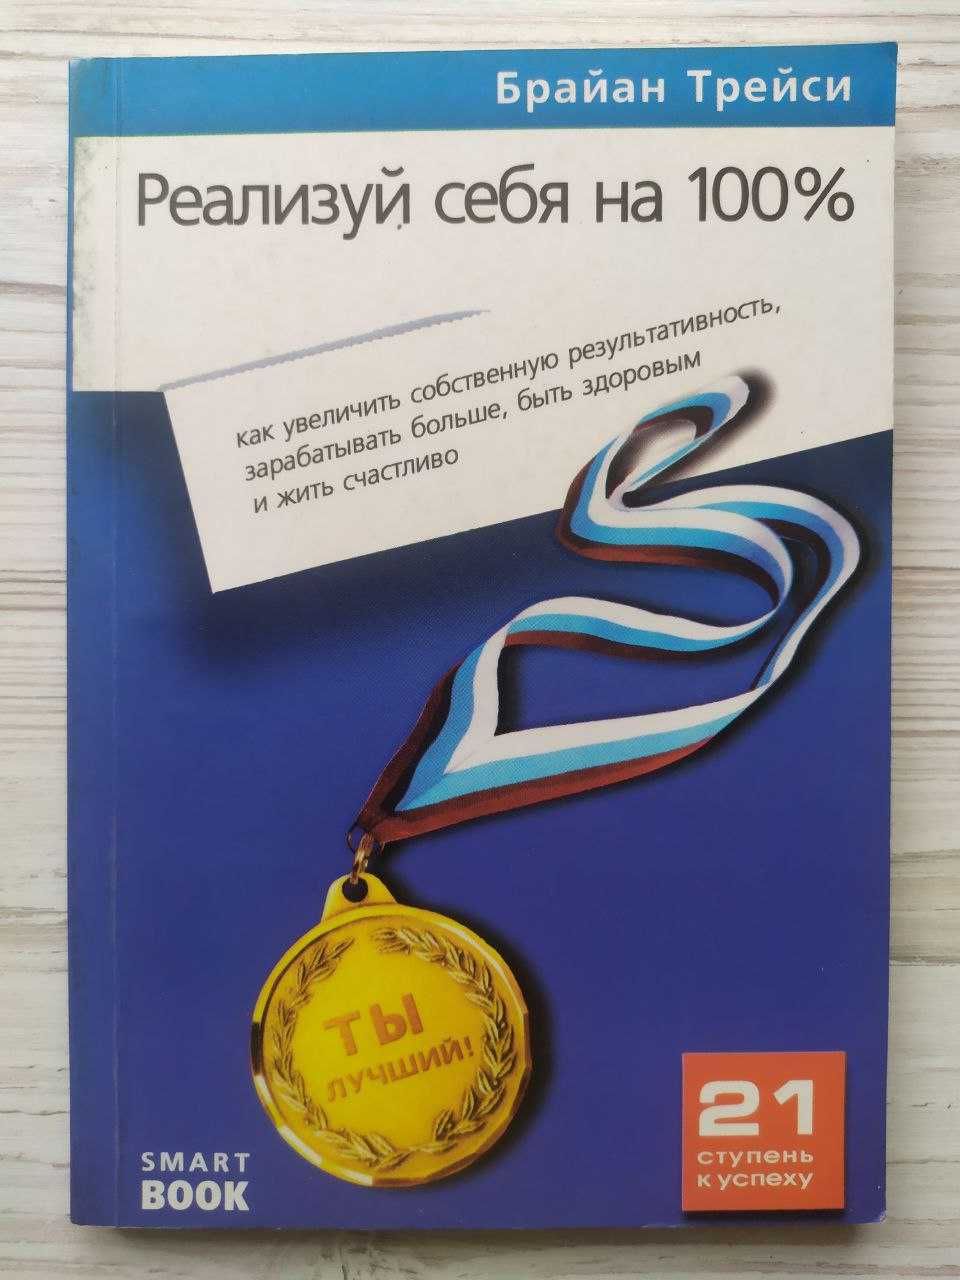 Брайан Трейси
Реализуй себя на 100%
как увеличить собственную результативность,
зарабатывать больше, быть здоровым
и жить счастливо
ТЫ
ЛУЧШИЙ!
21
ступень
к успеху
SMART
BOOK